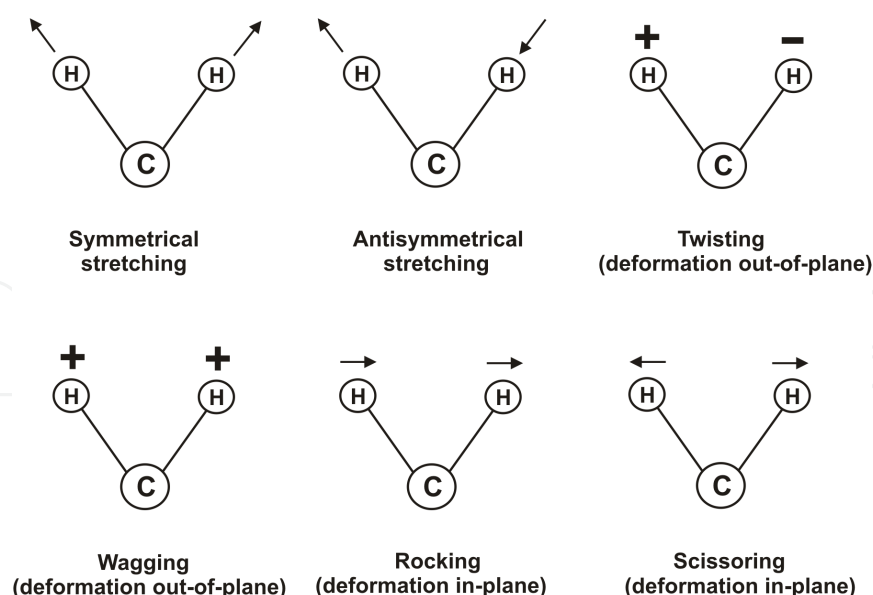 H H H H + − H H
C C C
Symmetrical stretching
Antisymmetrical stretching
Twisting
(deformation out-of-plane)
+ + H H H H H H
C C C
Wagging
(deformation out-of-plane)
Rocking
(deformation in-plane)
Scissoring
(deformation in-plane)